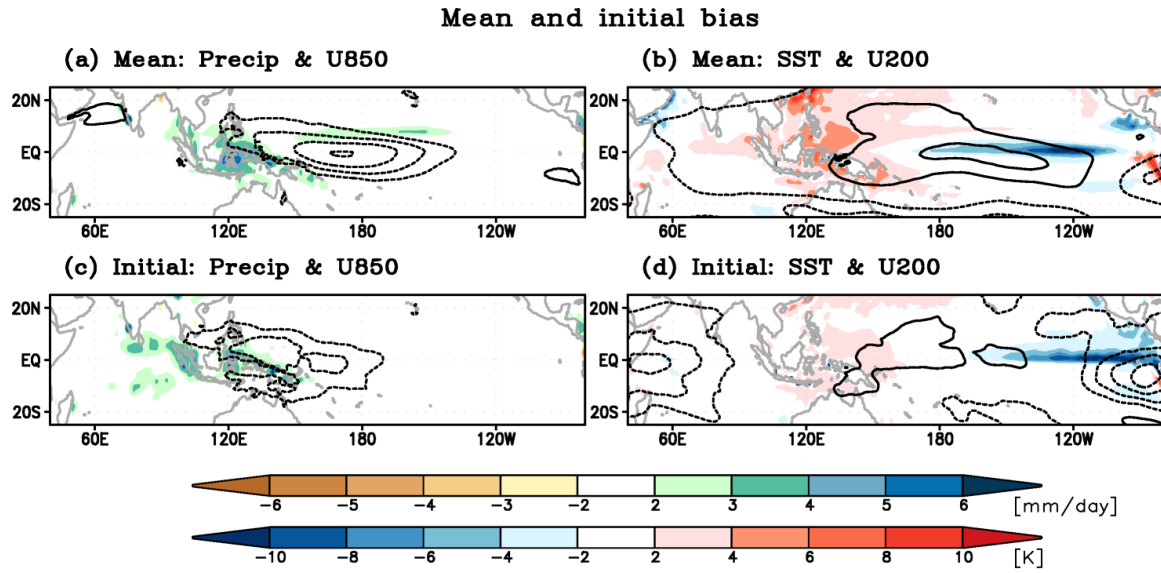 Mean and initial bias
(a) Mean: Precip & U850
(b) Mean: SST & U200
20N
EQ
20S
60E 120E 180 120W
20N
EQ
20S
60E 120E 180 120W
(c) Initial: Precip & U850
(d) Initial: SST & U200
20N
EQ
20S
60E 120E 180 120W
20N
EQ
20S
60E 120E 180 120W
-6 -5 -4 -3 -2 2 3 4 5 6 [mm/day]
-10 -8 -6 -4 -2 2 4 6 8 10 [K]